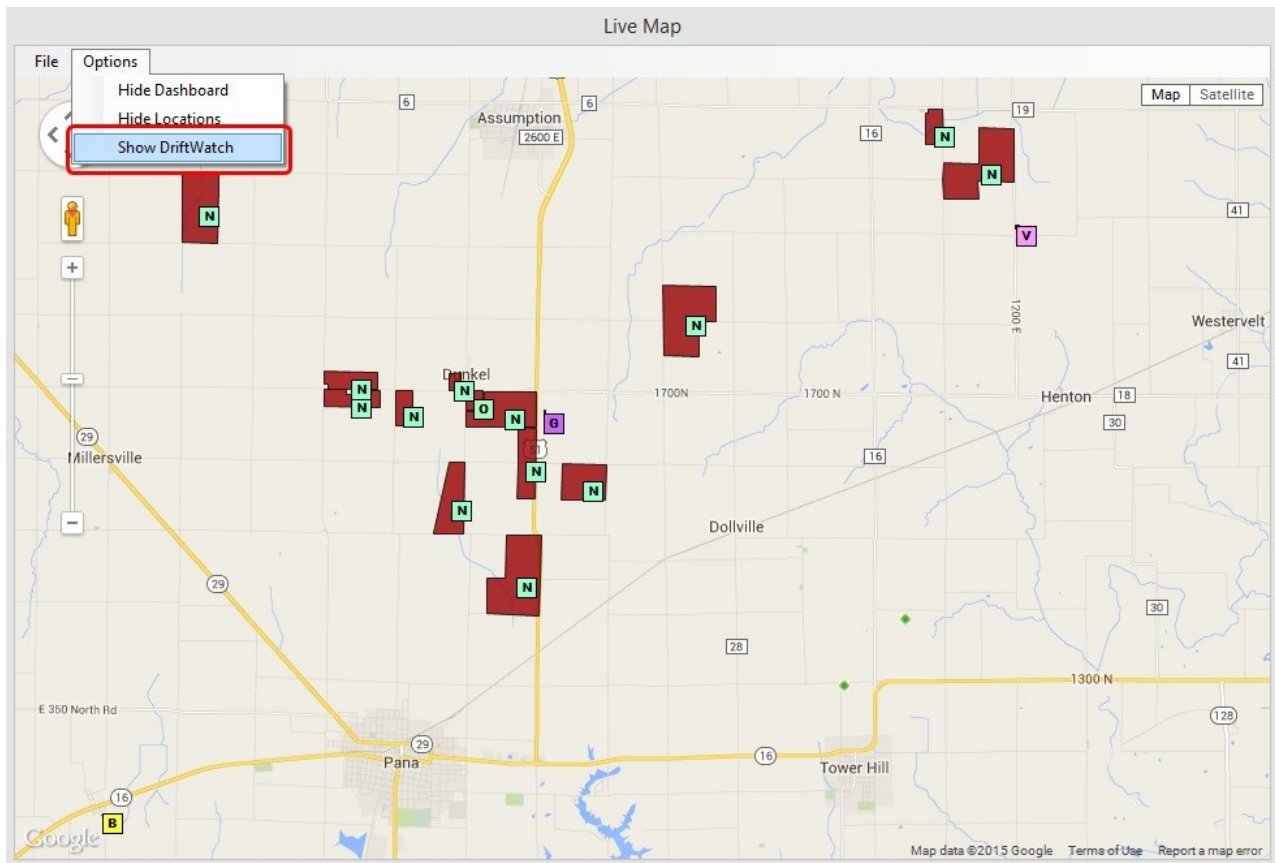 Live Map
File
Options
Hide Dashboard
Hide Locations
Show DriftWatch
Map
Satellite
6
6
Assumption
2600 E
19
16
N
N
N
41
V
N
1200 E
Westervelt
41
Dunkel
N
N
N
N
O
N
G
1700N
1700 N
Henton
18
30
29
Millersville
51
N
N
16
N
Dollville
29
N
30
28
1300 N
E 350 North Rd
128
29
Pana
16
Tower Hill
16
B
Google
Map data ©2015 Google
Terms of Use
Report a map error